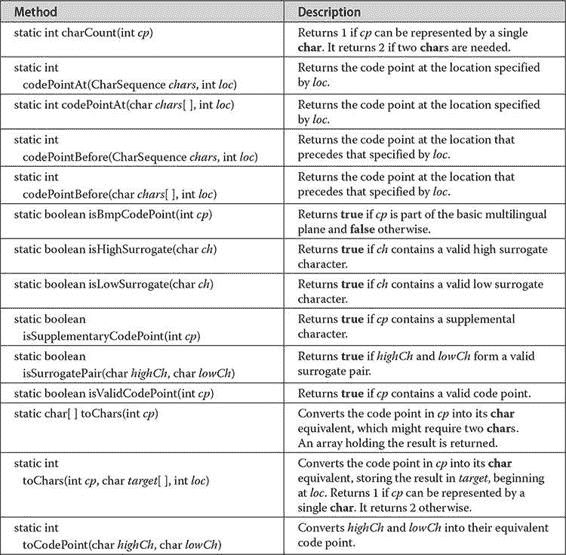 Method Description
static int charCount(int cp) Returns 1 if cp can be represented by a single
char. It returns 2 if two chars are needed.
static int Returns the code point at the location specified
codePointAt(CharSequence chars, int loc) by loc.
static int codePointAt(char chars[ ], int loc) Returns the code point at the location specified
by loc.
static int Returns the code point at the location that
codePointBefore(CharSequence chars, int loc) precedes that specified by loc.
static int Returns the code point at the location that
codePointBefore(char chars[ ], int loc) precedes that specified by loc.
static boolean isBmpCodePoint(int cp) Returns true if cp is part of the basic multilingual
plane and false otherwise.
static boolean isHighSurrogate(char ch) Returns true if ch contains a valid high surrogate
character.
static boolean isLowSurrogate(char ch) Returns true if ch contains a valid low surrogate
character.
static boolean Returns true if cp contains a supplemental
isSupplementaryCodePoint(int cp) character.
static boolean Returns true if highCh and lowCh form a valid
isSurrogatePair(char highCh, char lowCh) surrogate pair.
static boolean isValidCodePoint(int cp) Returns true if cp contains a valid code point.
static char[ ] toChars(int cp) Converts the code point in cp into its char
equivalent, which might require two chars.
An array holding the result is returned.
static int Converts the code point in cp into its char
toChars(int cp, char target[ ], int loc) equivalent, storing the result in target, beginning
at loc. Returns 1 if cp can be represented by a
single char. It returns 2 otherwise.
static int Converts highCh and lowCh into their equivalent
toCodePoint(char highCh, char lowCh) code point.